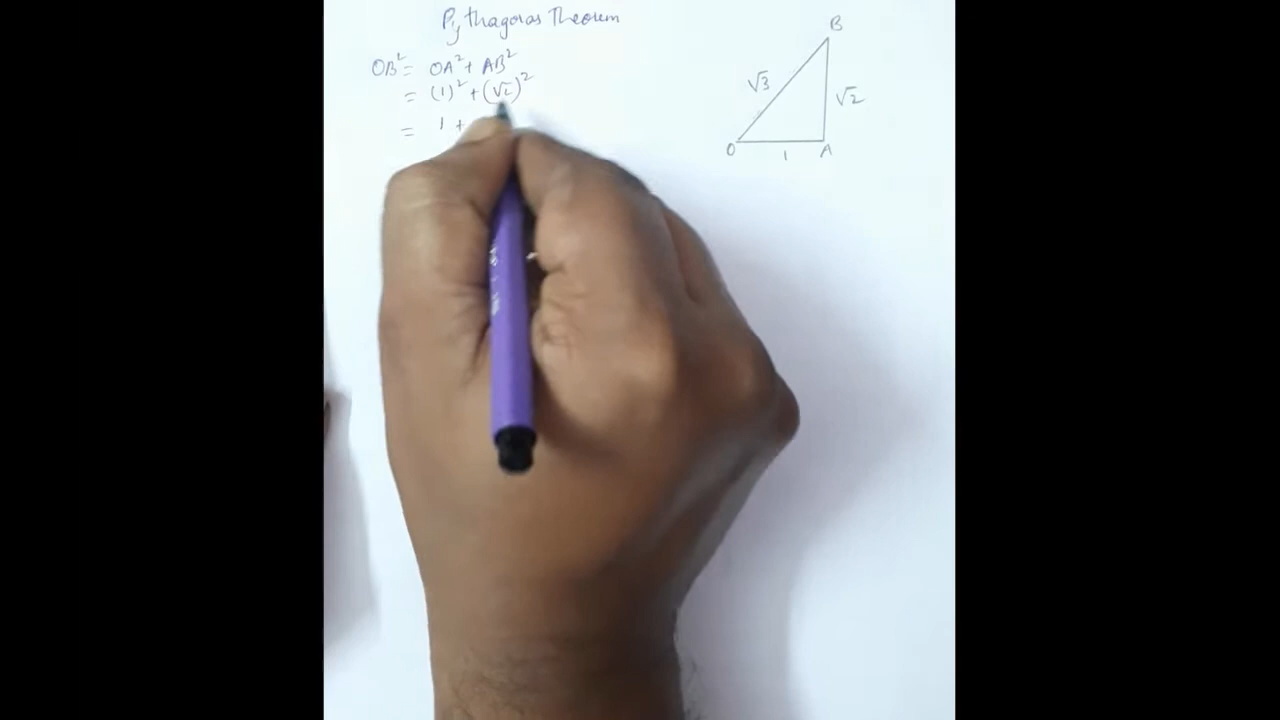 Pythagoras Theorem
OB² = OA² + AB²
= (1)² + (√2)²
= 1 +
B
√3
√2
O
1
A